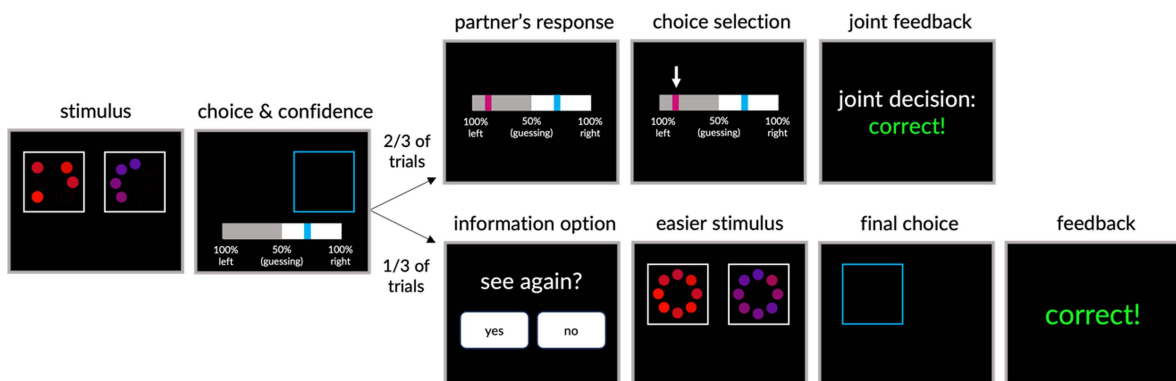 stimulus
choice & confidence
100%
left
50%
(guessing)
100%
right
2/3 of
trials
1/3 of
trials
partner's response
100%
left
50%
(guessing)
100%
right
choice selection
100%
left
50%
(guessing)
100%
right
joint feedback
joint decision:
correct!
information option
see again?
yes
no
easier stimulus
final choice
feedback
correct!